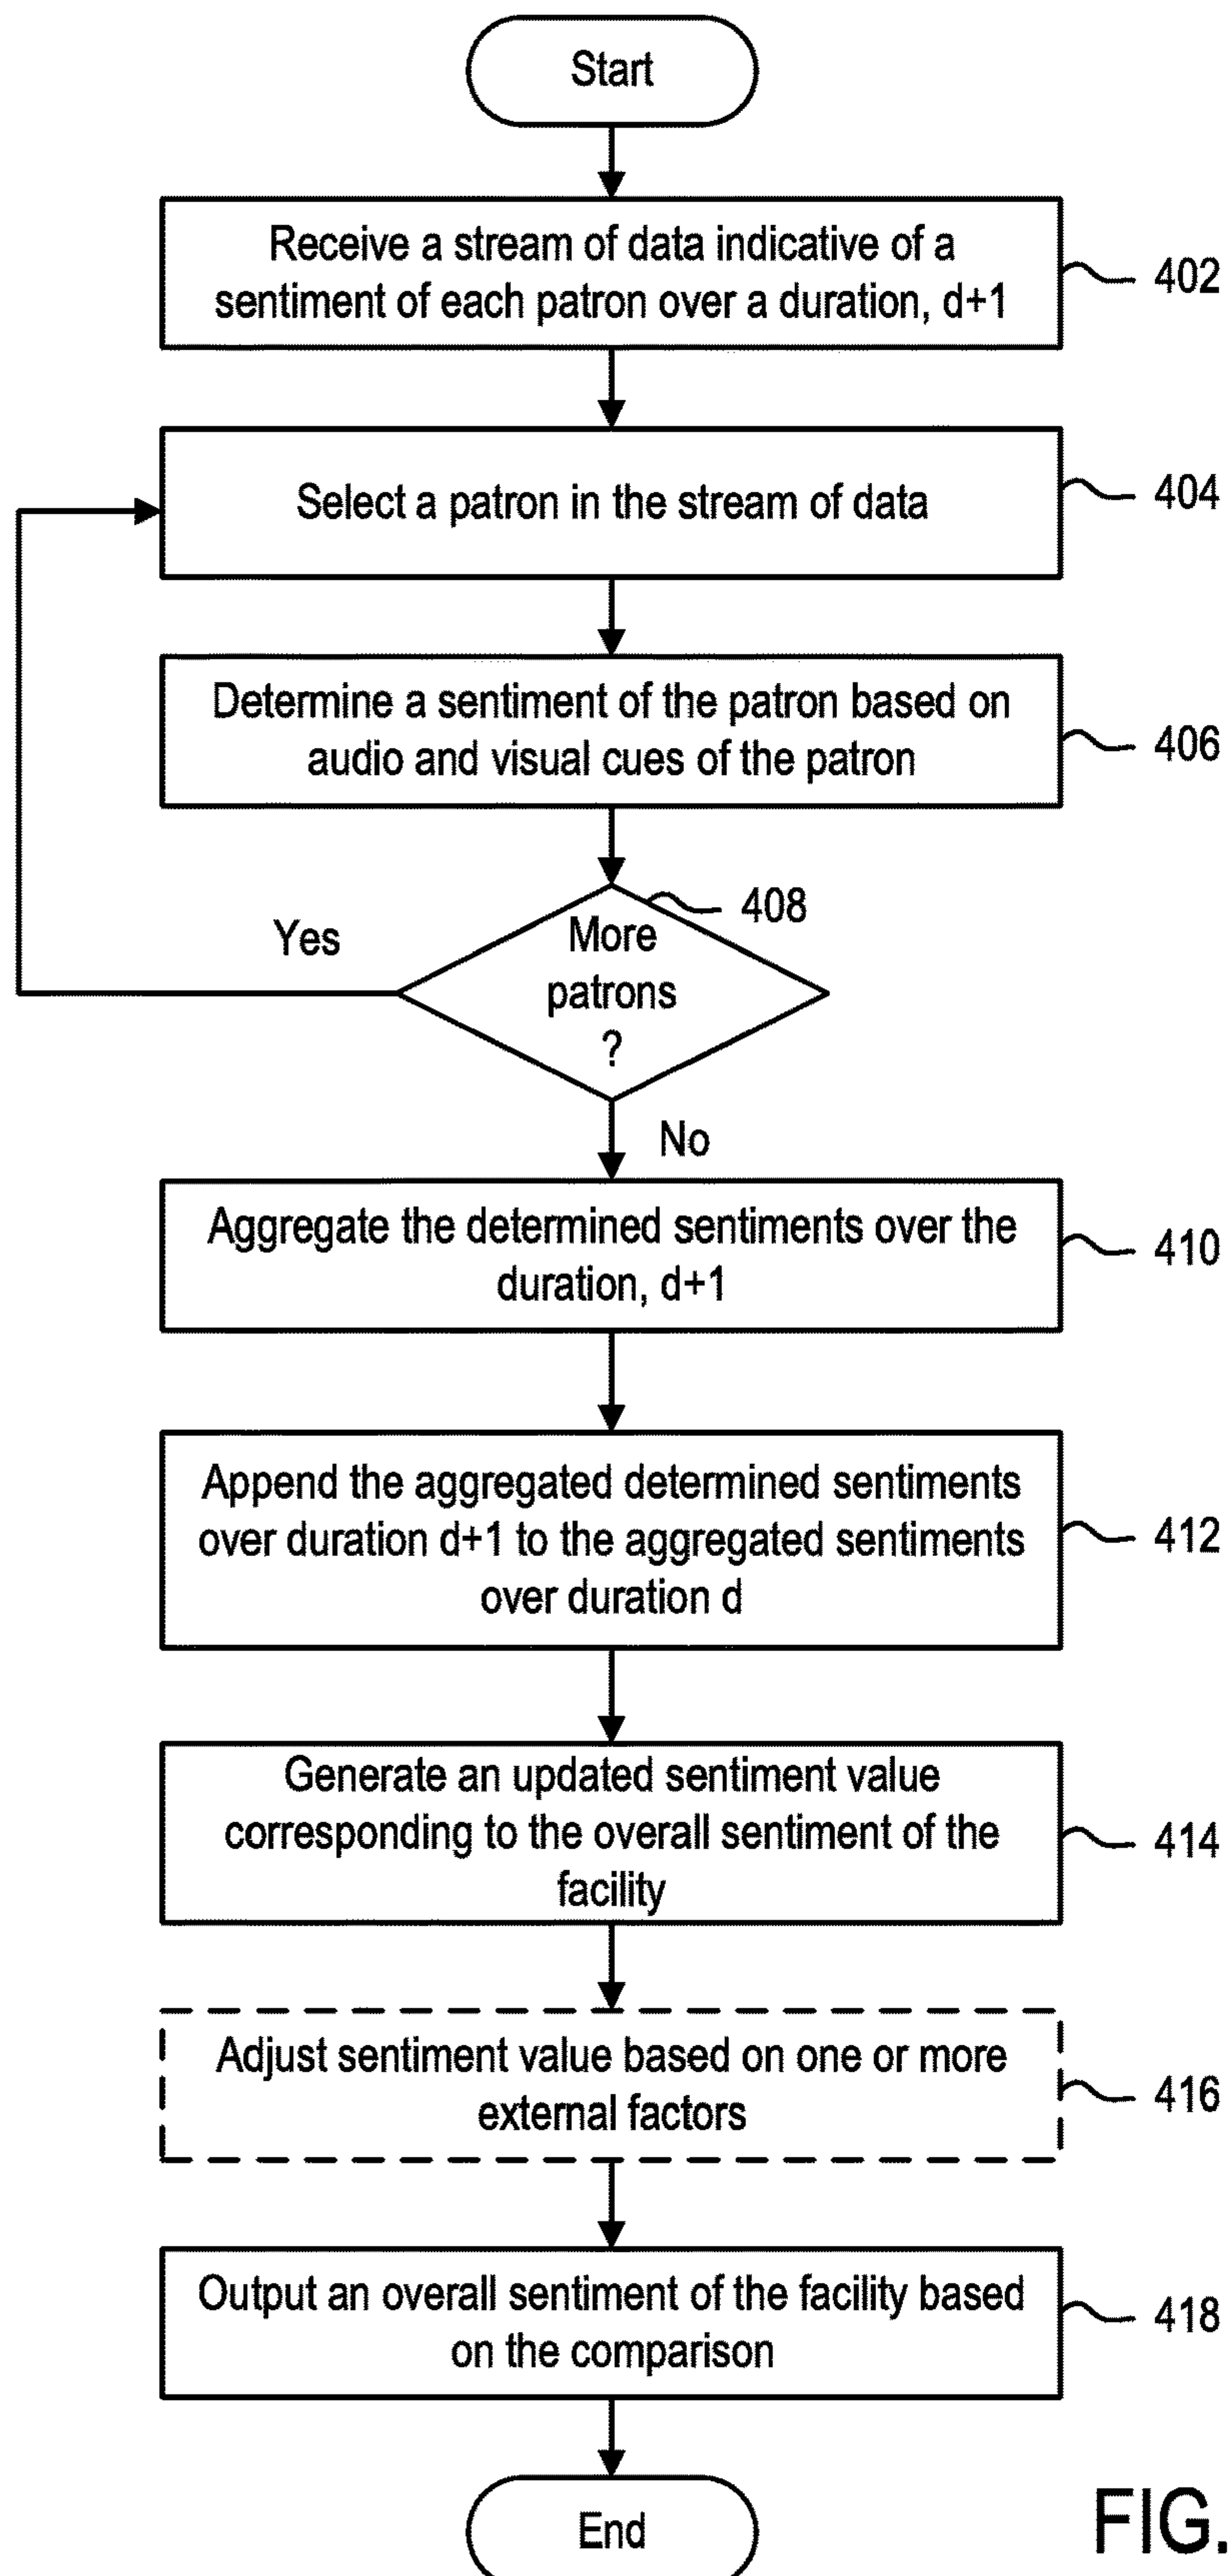 Start
Receive a stream of data indicative of a
sentiment of each patron over a duration, d+1
402
Select a patron in the stream of data
404
Determine a sentiment of the patron based on
audio and visual cues of the patron
406
408
More
patrons
?
Yes
No
Aggregate the determined sentiments over the
duration, d+1
410
Append the aggregated determined sentiments
over duration d+1 to the aggregated sentiments
over duration d
412
Generate an updated sentiment value
corresponding to the overall sentiment of the
facility
414
Adjust sentiment value based on one or more
external factors
416
Output an overall sentiment of the facility based
on the comparison
418
End
FIG.